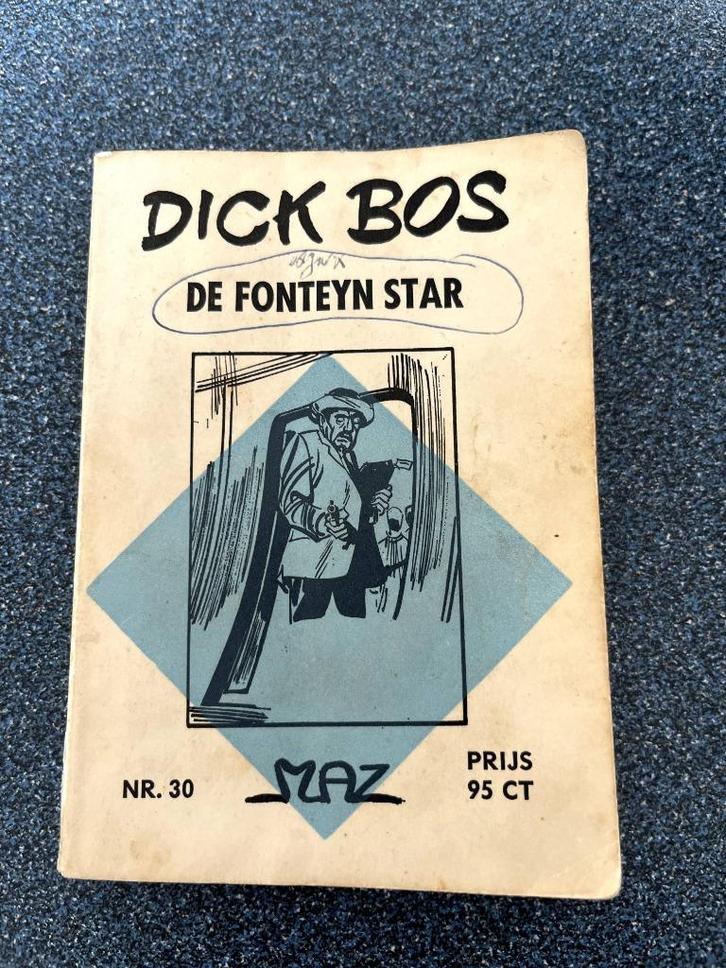 DICK BOS
DE FONTEYN STAR
NR. 30
MAZ
PRIJS
95 CT